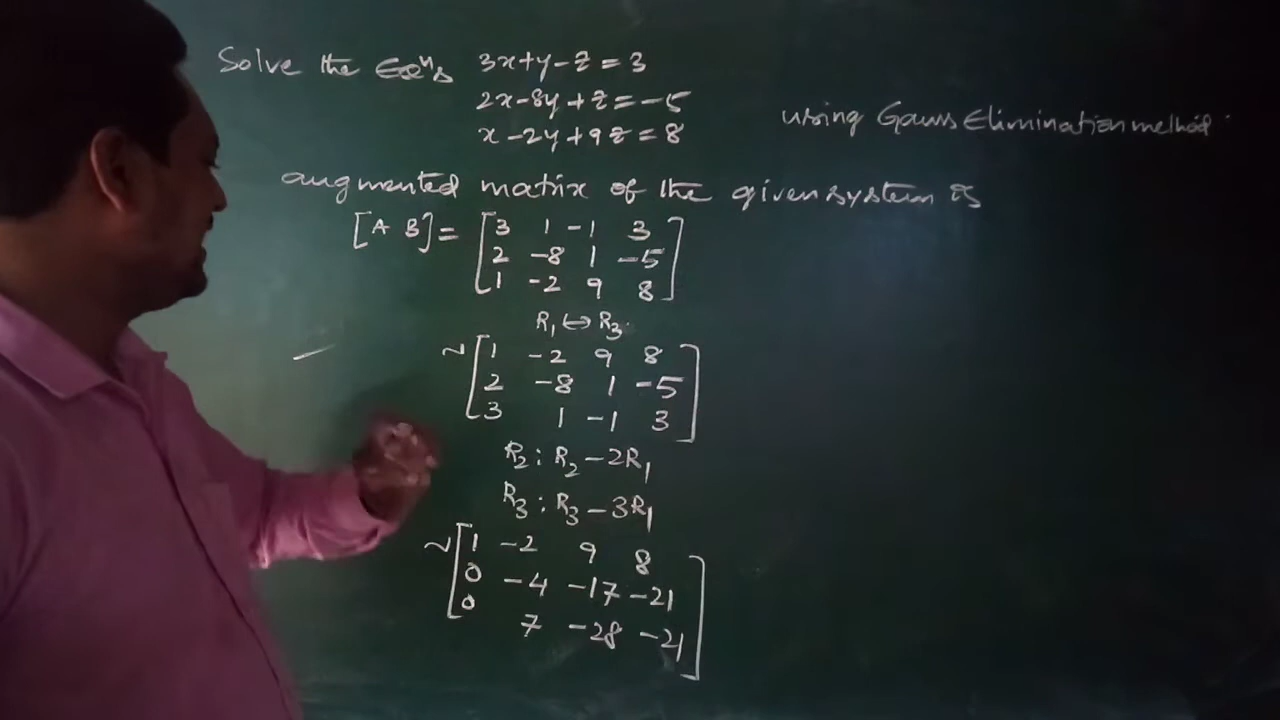 Solve the Eqns 3x+y-z=3
2x-8y+z=-5
x-2y+9z=8
using Gauss Elimination method.
augmented matrix of the given system is
[A B] = [3 1 -1 3
2 -8 1 -5
1 -2 9 8]
R1 ↔ R3.
~ [1 -2 9 8
2 -8 1 -5
3 1 -1 3]
R2 : R2 - 2R1
R3 : R3 - 3R1
~ [1 -2 9 8
0 -4 -17 -21
0 7 -28 -21]